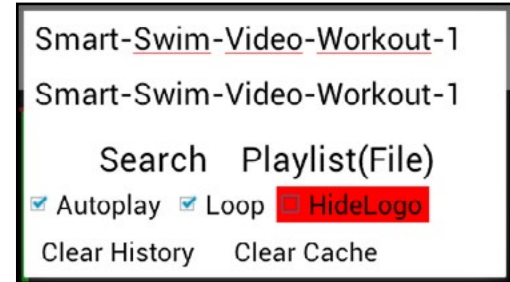 Smart-Swim-Video-Workout-1
Smart-Swim-Video-Workout-1
Search Playlist(File)
Autoplay Loop HideLogo
Clear History Clear Cache